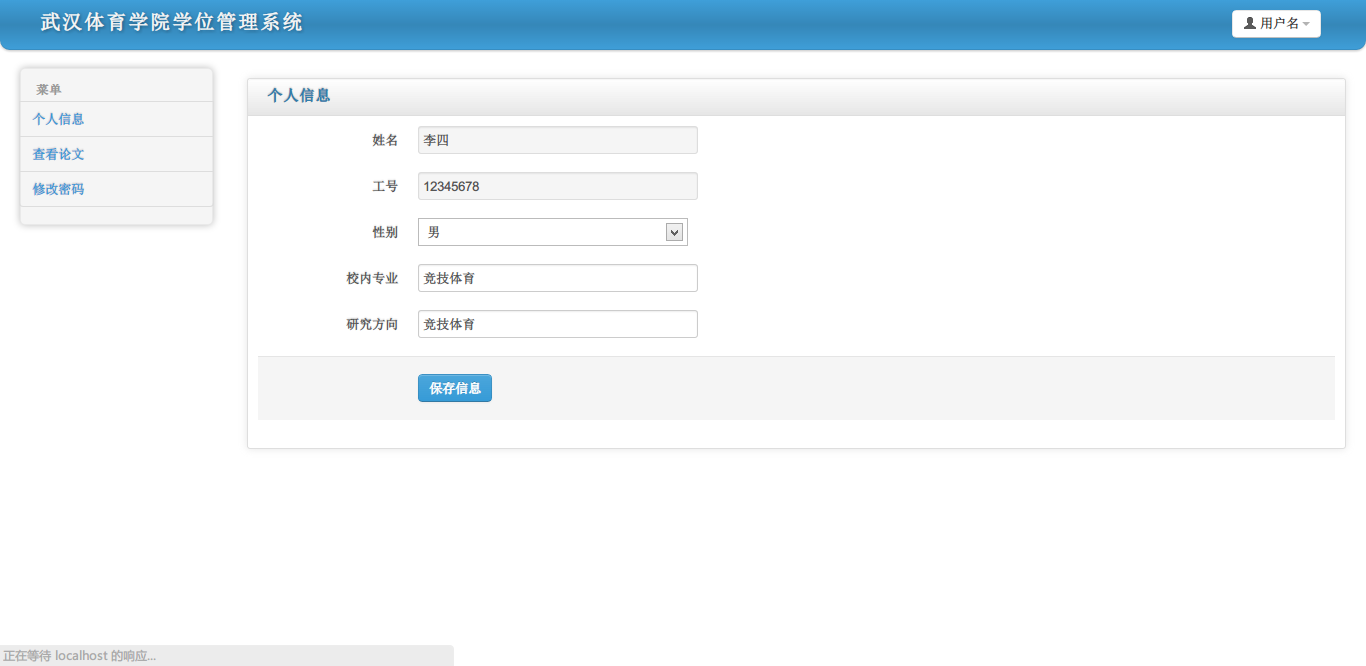 武汉体育学院学位管理系统
用户名
菜单
个人信息
查看论文
修改密码
个人信息
姓名 李四
工号 12345678
性别 男
校内专业 竞技体育
研究方向 竞技体育
保存信息
正在等待 localhost 的响应...